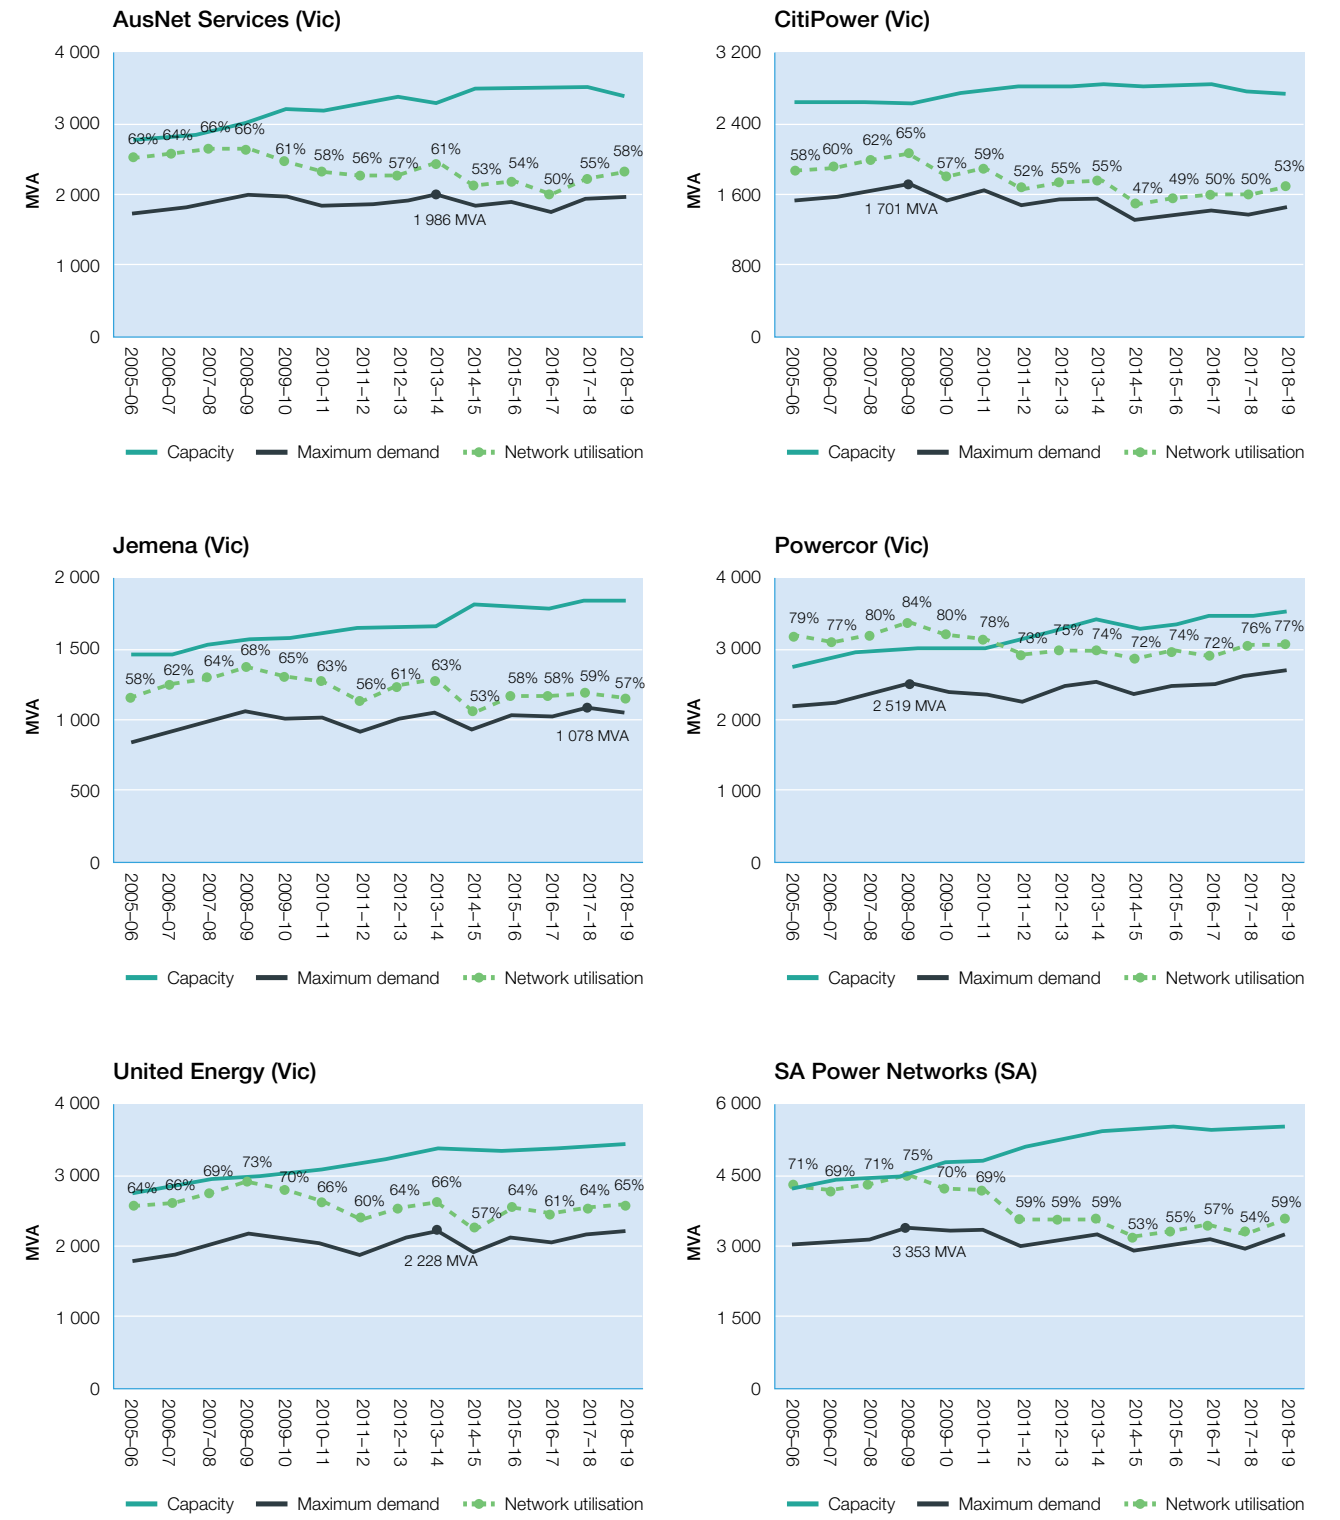 AusNet Services (Vic)
MVA
4 000
3 000
2 000
1 000
0
63% 64% 66% 66% 61% 58% 56% 57% 61% 53% 54% 50% 55% 58%
1 986 MVA
2005–06 2006–07 2007–08 2008–09 2009–10 2010–11 2011–12 2012–13 2013–14 2014–15 2015–16 2016–17 2017–18 2018–19
Capacity Maximum demand Network utilisation
CitiPower (Vic)
MVA
3 200
2 400
1 600
800
0
58% 60% 62% 65% 57% 59% 52% 55% 55% 47% 49% 50% 50% 53%
1 701 MVA
2005–06 2006–07 2007–08 2008–09 2009–10 2010–11 2011–12 2012–13 2013–14 2014–15 2015–16 2016–17 2017–18 2018–19
Capacity Maximum demand Network utilisation
Jemena (Vic)
MVA
2 000
1 500
1 000
500
0
58% 62% 64% 68% 65% 63% 56% 61% 63% 53% 58% 58% 59% 57%
1 078 MVA
2005–06 2006–07 2007–08 2008–09 2009–10 2010–11 2011–12 2012–13 2013–14 2014–15 2015–16 2016–17 2017–18 2018–19
Capacity Maximum demand Network utilisation
Powercor (Vic)
MVA
4 000
3 000
2 000
1 000
0
79% 77% 80% 84% 80% 78% 73% 75% 74% 72% 74% 72% 76% 77%
2 519 MVA
2005–06 2006–07 2007–08 2008–09 2009–10 2010–11 2011–12 2012–13 2013–14 2014–15 2015–16 2016–17 2017–18 2018–19
Capacity Maximum demand Network utilisation
United Energy (Vic)
MVA
4 000
3 000
2 000
1 000
0
64% 66% 69% 73% 70% 66% 60% 64% 66% 57% 64% 61% 64% 65%
2 228 MVA
2005–06 2006–07 2007–08 2008–09 2009–10 2010–11 2011–12 2012–13 2013–14 2014–15 2015–16 2016–17 2017–18 2018–19
Capacity Maximum demand Network utilisation
SA Power Networks (SA)
MVA
6 000
4 500
3 000
1 500
0
71% 69% 71% 75% 70% 69% 59% 59% 59% 53% 55% 57% 54% 59%
3 353 MVA
2005–06 2006–07 2007–08 2008–09 2009–10 2010–11 2011–12 2012–13 2013–14 2014–15 2015–16 2016–17 2017–18 2018–19
Capacity Maximum demand Network utilisation